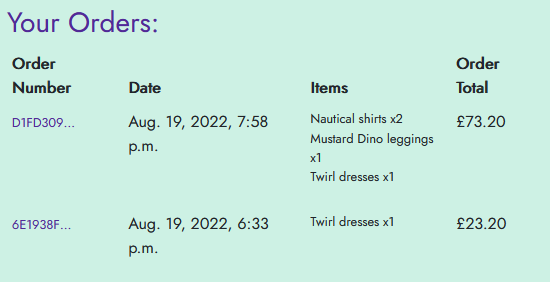 Your Orders:
Order Number Date Items Order Total
D1FD309... Aug. 19, 2022, 7:58 p.m. Nautical shirts x2 £73.20
Mustard Dino leggings x1
Twirl dresses x1
6E1938F... Aug. 19, 2022, 6:33 p.m. Twirl dresses x1 £23.20